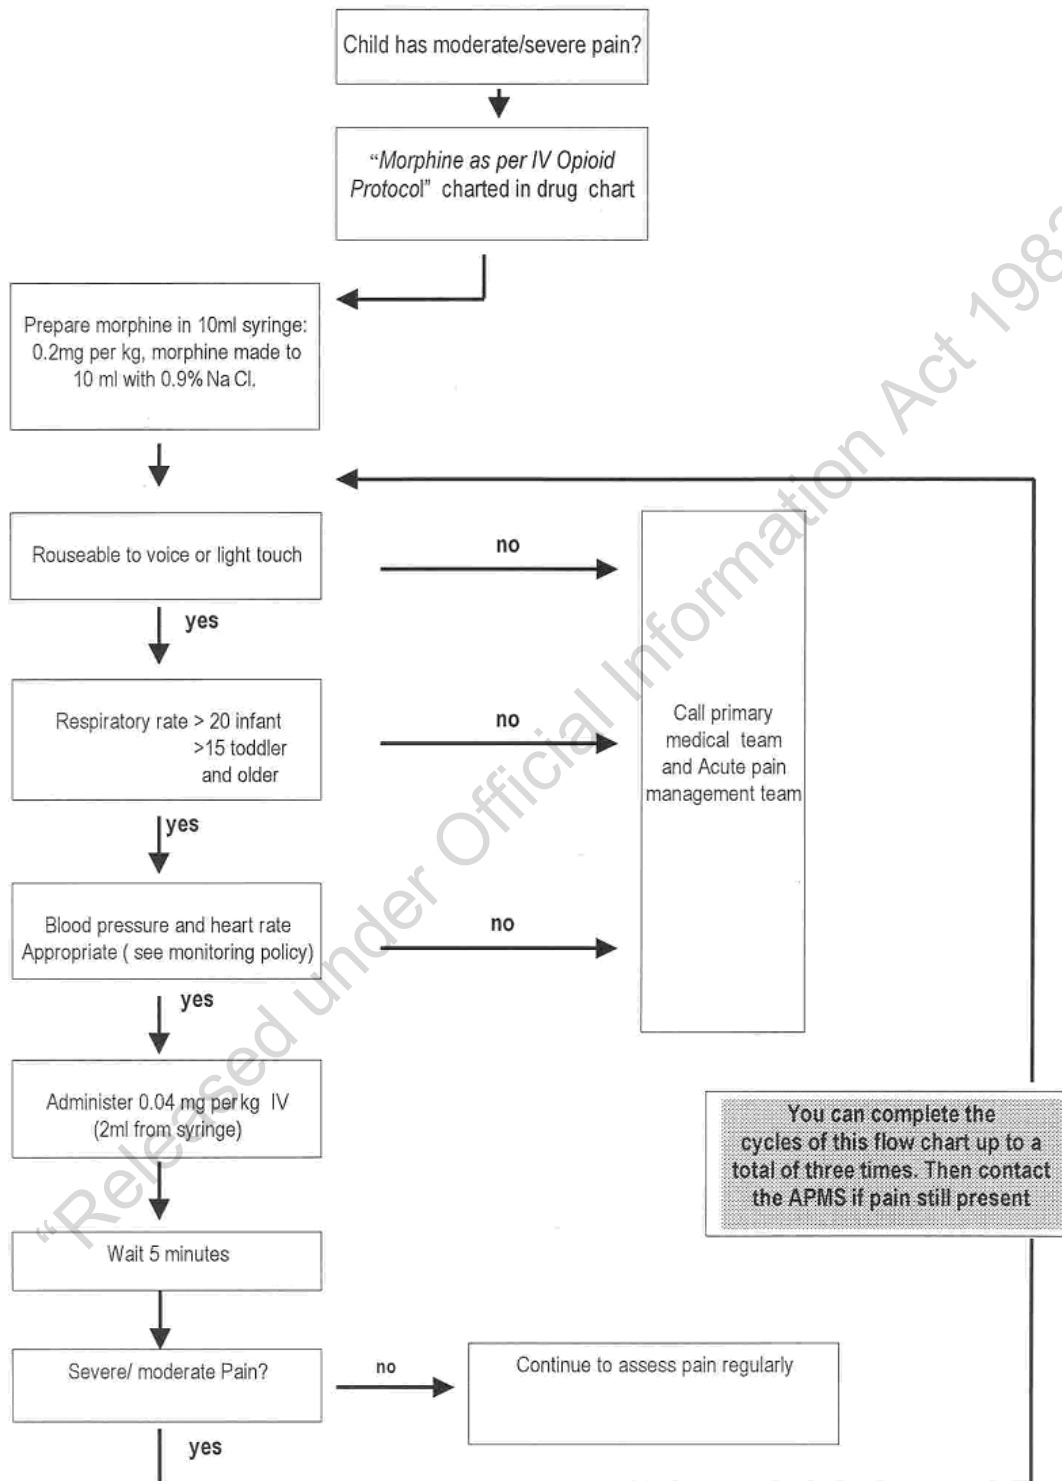 Child has moderate/severe pain?
“Morphine as per IV Opioid
Protocol” charted in drug chart
Prepare morphine in 10ml syringe:
0.2mg per kg, morphine made to
10 ml with 0.9% Na Cl.
Rouseable to voice or light touch
no
yes
Respiratory rate > 20 infant
>15 toddler
and older
no
Call primary
medical team
and Acute pain
management team
yes
Blood pressure and heart rate
Appropriate ( see monitoring policy)
no
yes
Administer 0.04 mg per kg IV
(2ml from syringe)
You can complete the
cycles of this flow chart up to a
total of three times. Then contact
the APMS if pain still present
Wait 5 minutes
Severe/ moderate Pain?
no
Continue to assess pain regularly
yes
“Released under Official Information Act 198